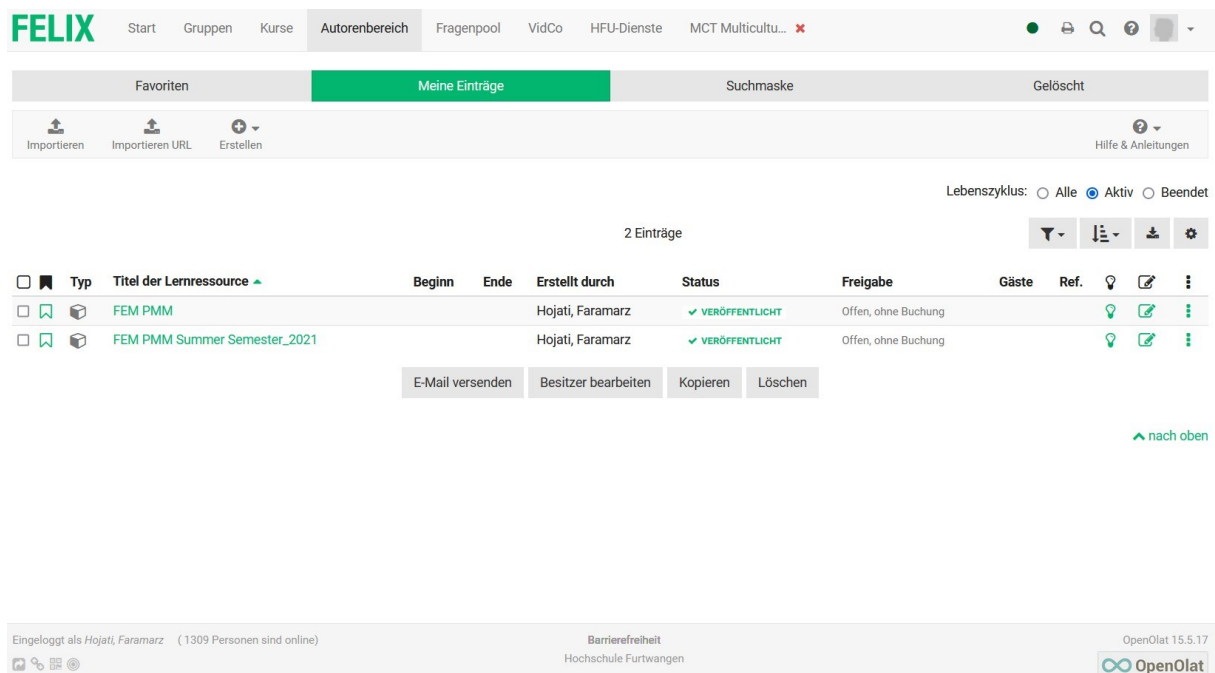 FELIX Start Gruppen Kurse Autorenbereich Fragenpool VidCo HFU-Dienste MCT Multicultu...
Favoriten Meine Einträge Suchmaske Gelöscht
Importieren Importieren URL Erstellen Hilfe & Anleitungen
Lebenszyklus: Alle Aktiv Beendet
2 Einträge
Typ Titel der Lernressource Beginn Ende Erstellt durch Status Freigabe Gäste Ref.
FEM PMM Hojati, Faramarz VERÖFFENTLICHT Offen, ohne Buchung
FEM PMM Summer Semester_2021 Hojati, Faramarz VERÖFFENTLICHT Offen, ohne Buchung
E-Mail versenden Besitzer bearbeiten Kopieren Löschen
nach oben
Eingeloggt als Hojati, Faramarz ( 1309 Personen sind online) Barrierefreiheit OpenOlat 15.5.17
Hochschule Furtwangen
OpenOlat